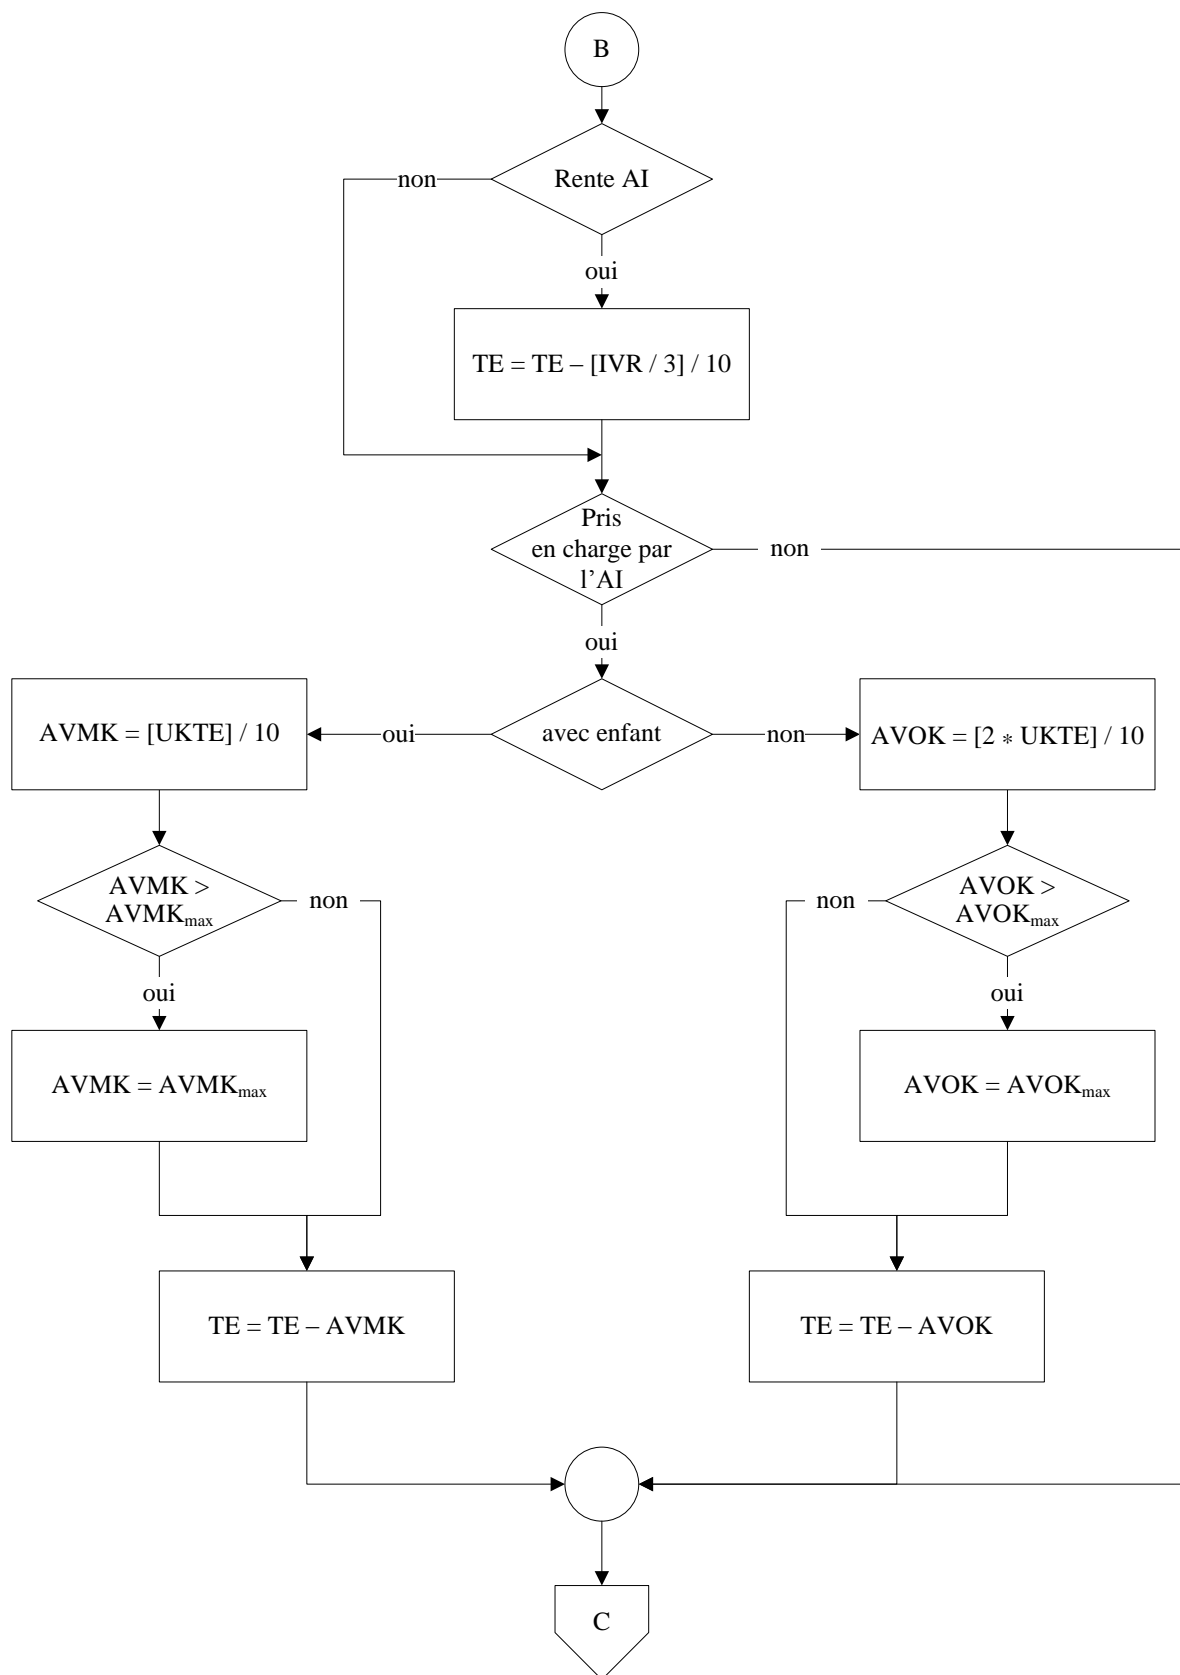 B
Rente AI
non
oui
TE = TE – [IVR / 3] / 10
Pris
en charge par
l’AI
non
oui
AVMK = [UKTE] / 10
oui
avec enfant
non
AVOK = [2 * UKTE] / 10
AVMK >
AVMKmax
non
oui
AVMK = AVMKmax
non
AVOK >
AVOKmax
oui
AVOK = AVOKmax
TE = TE – AVMK
TE = TE – AVOK
C